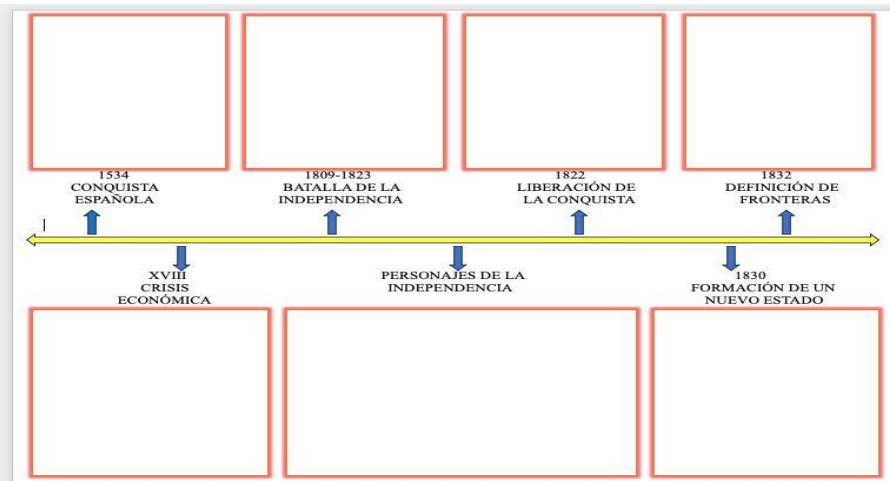 1534
CONQUISTA
ESPAÑOLA
1809-1823
BATALLA DE LA
INDEPENDENCIA
1822
LIBERACIÓN DE
LA CONQUISTA
1832
DEFINICIÓN DE
FRONTERAS
XVIII
CRISIS
ECONÓMICA
PERSONAJES DE LA
INDEPENDENCIA
1830
FORMACIÓN DE UN
NUEVO ESTADO